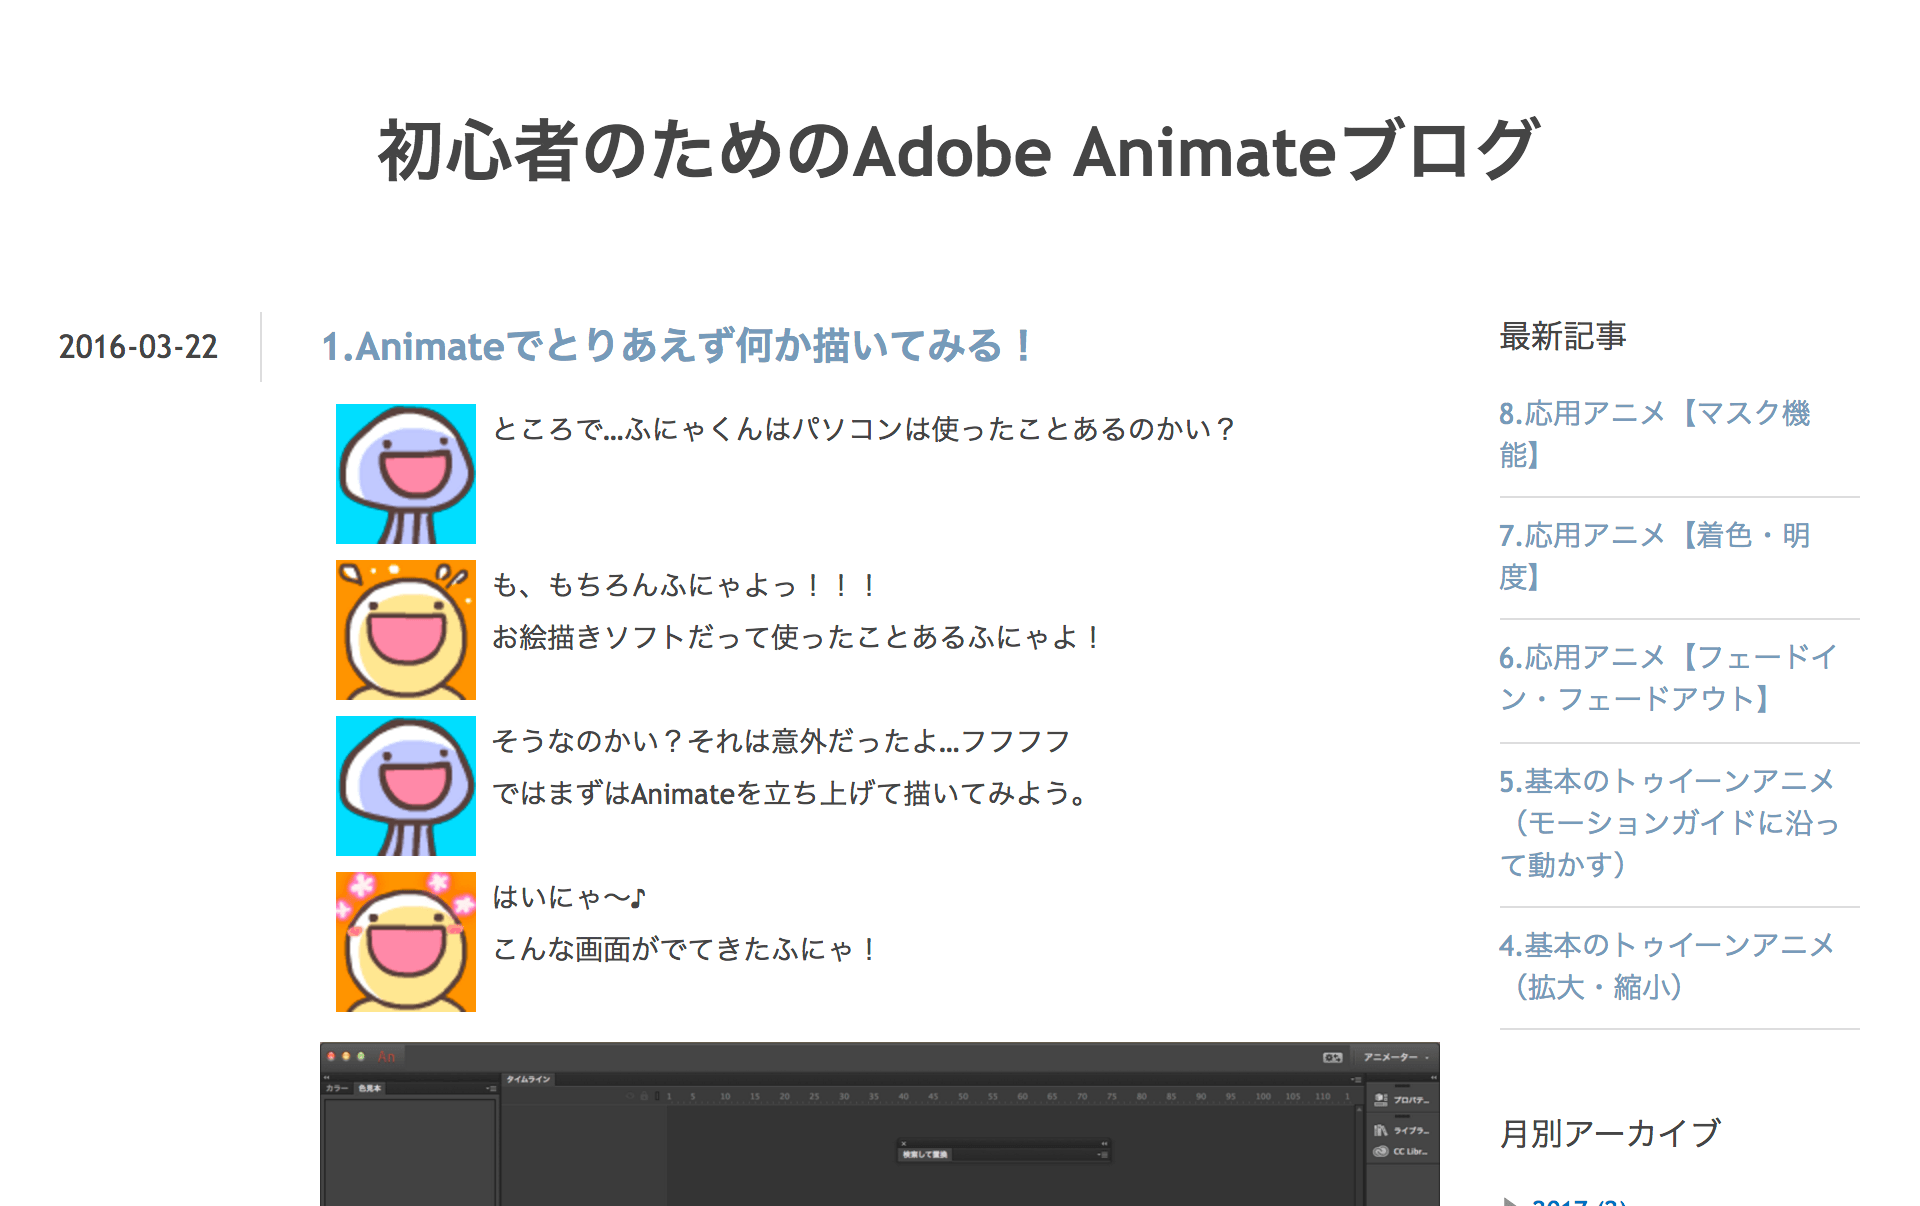 初心者のためのAdobe Animateブログ
2016-03-22
1.Animateでとりあえず何か描いてみる！
ところで…ふにゃくんはパソコンは使ったことあるのかい？
も、もちろんふにゃよっ！！！
お絵描きソフトだって使ったことあるふにゃよ！
そうなのかい？それは意外だったよ…フフフフ
ではまずはAnimateを立ち上げて描いてみよう。
はいにゃ〜♪
こんな画面がでてきたふにゃ！
An
アニメーター
カラー 色見本
タイムライン
1 5 10 15 20 25 30 35 40 45 50 55 60 65 70 75 80 85 90 95 100 105 110 1
検索して置換
プロパテ...
ライブラ...
CC Libr...
最新記事
8.応用アニメ【マスク機
能】
7.応用アニメ【着色・明
度】
6.応用アニメ【フェードイ
ン・フェードアウト】
5.基本のトゥイーンアニメ
（モーションガイドに沿っ
て動かす）
4.基本のトゥイーンアニメ
（拡大・縮小）
月別アーカイブ
2017 (2)